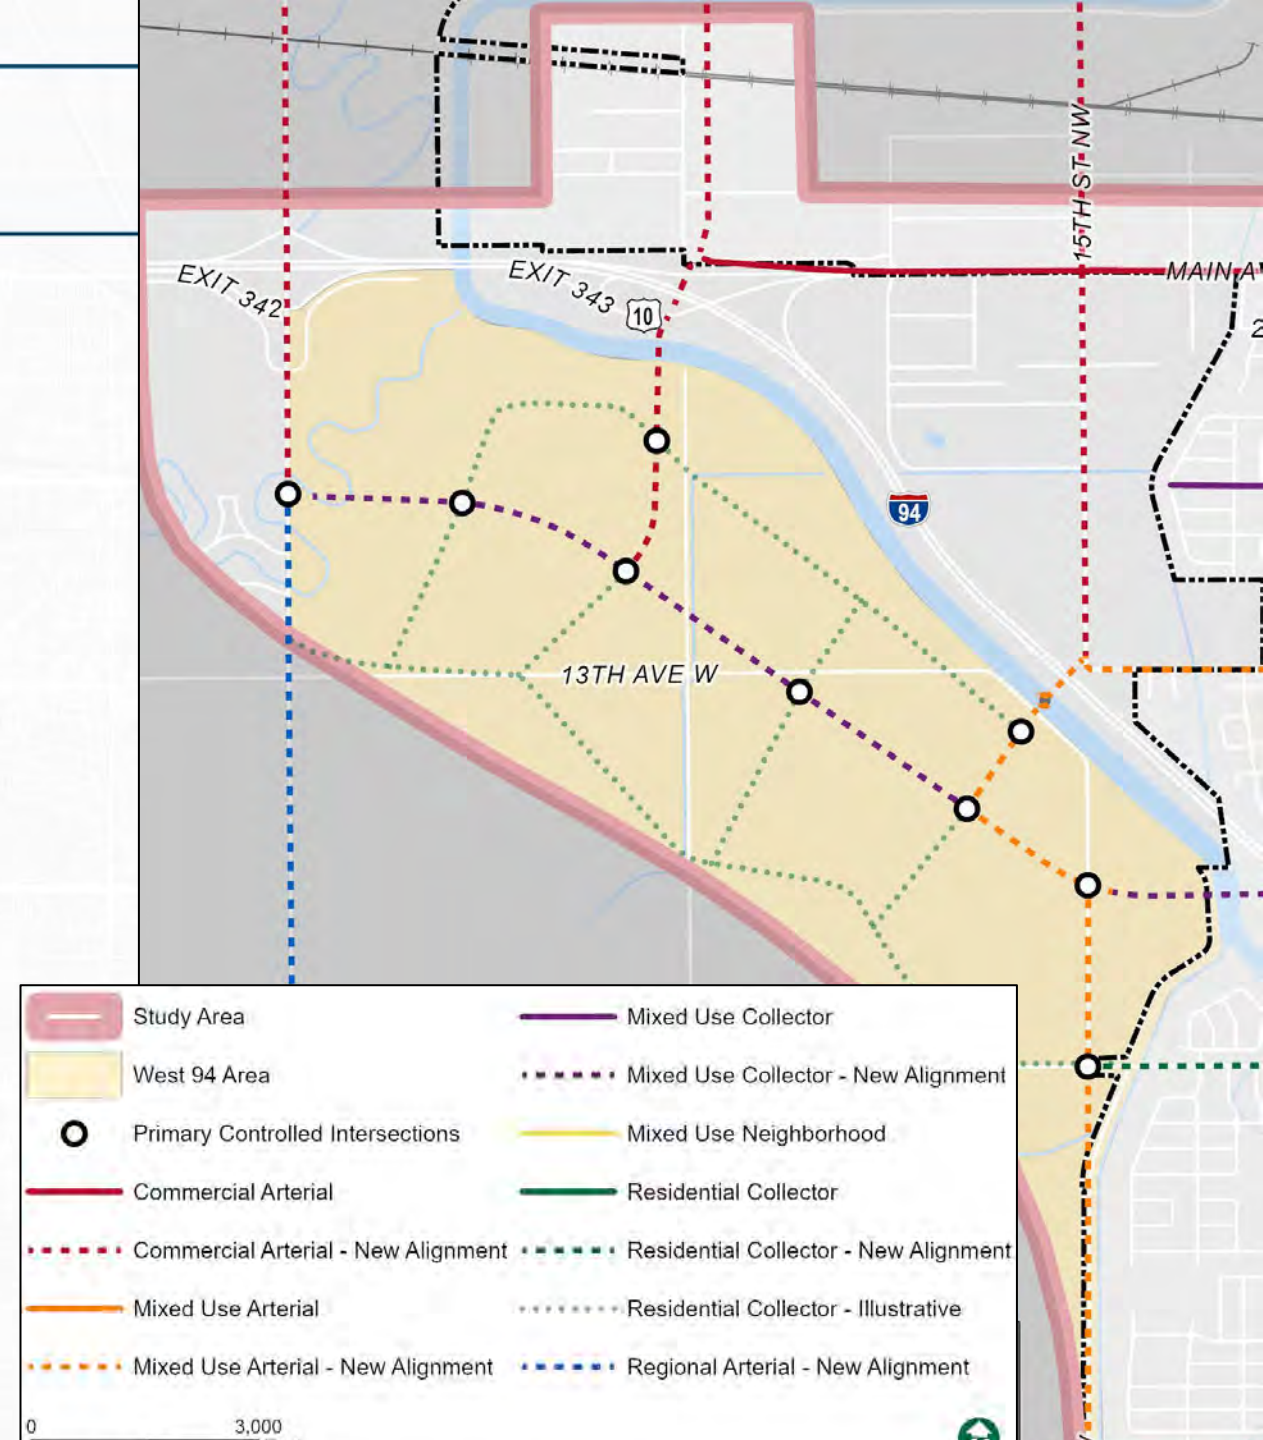 15TH ST NW
EXIT 342
EXIT 343
10
MAIN A
2
94
13TH AVE W
Study Area
West 94 Area
Primary Controlled Intersections
Commercial Arterial
Commercial Arterial - New Alignment
Mixed Use Arterial
Mixed Use Arterial - New Alignment
Mixed Use Collector
Mixed Use Collector - New Alignment
Mixed Use Neighborhood
Residential Collector
Residential Collector - New Alignment
Residential Collector - Illustrative
Regional Arterial - New Alignment
0
3,000